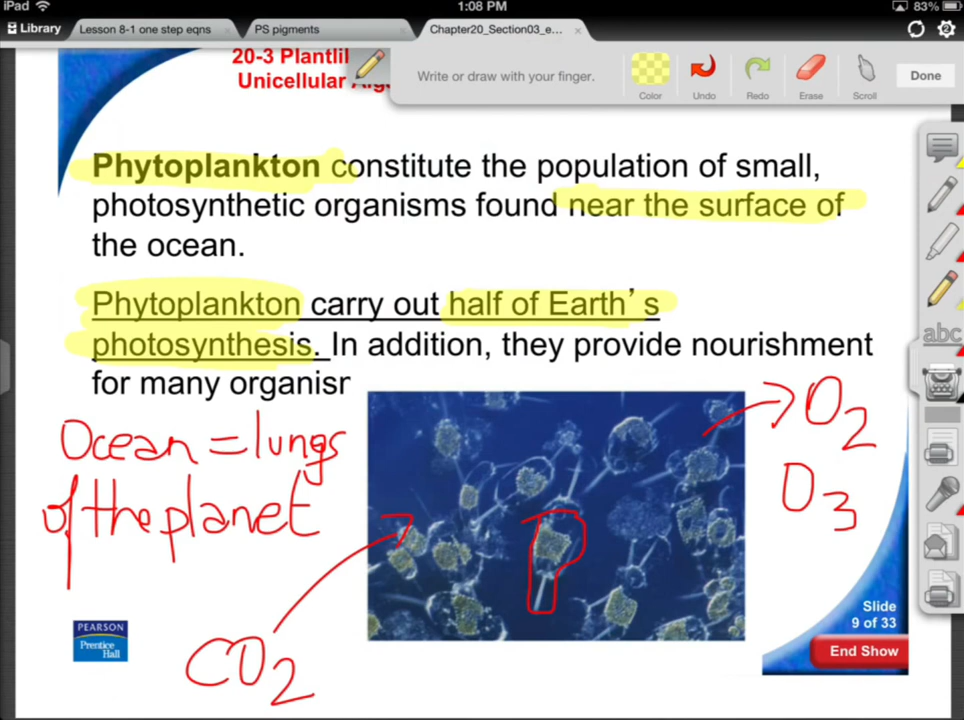 iPad
1:08 PM
83%
Library
Lesson 8-1 one step eqns
PS pigments
Chapter20_Section03_e...
2
20-3 Plantlil
Unicellular Alga
Write or draw with your finger.
Color
Undo
Redo
Erase
Scroll
Done
Phytoplankton constitute the population of small,
photosynthetic organisms found near the surface of
the ocean.
Phytoplankton carry out half of Earth's
photosynthesis. In addition, they provide nourishment
for many organisr
Ocean = lungs
of the planet
CO2
P
O2
O3
abc
PEARSON
Prentice
Hall
Slide
9 of 33
End Show